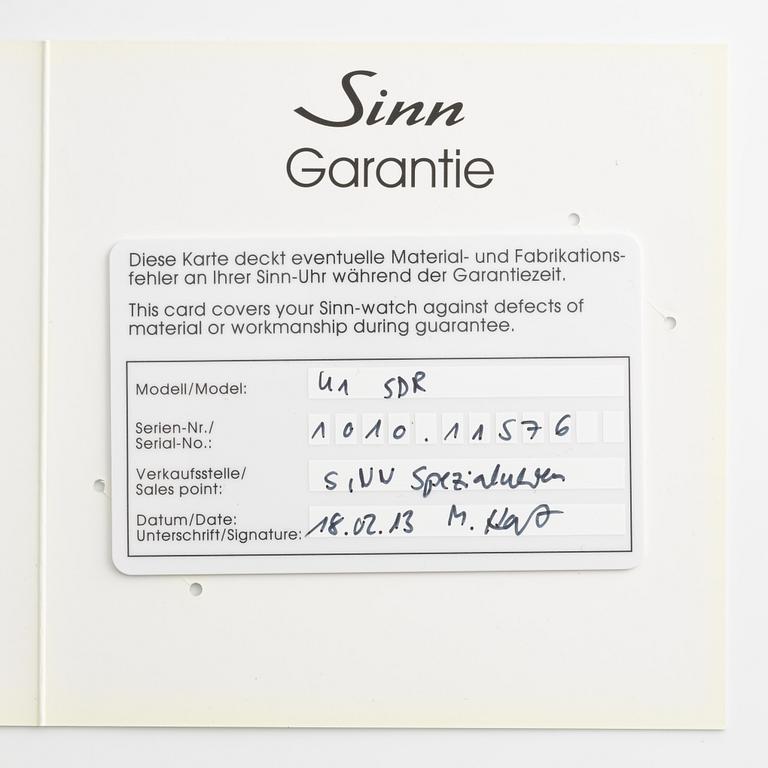 Sinn
Garantie
Diese Karte deckt eventuelle Material- und Fabrikations-
fehler an Ihrer Sinn-Uhr während der Garantiezeit.
This card covers your Sinn-watch against defects of
material or workmanship during guarantee.
Modell/Model: U1 SDR
Serien-Nr./
Serial-No.: 1010.11576
Verkaufsstelle/
Sales point: SINN Spezialuhren
Datum/Date:
Unterschrift/Signature: 18.02.13 M.